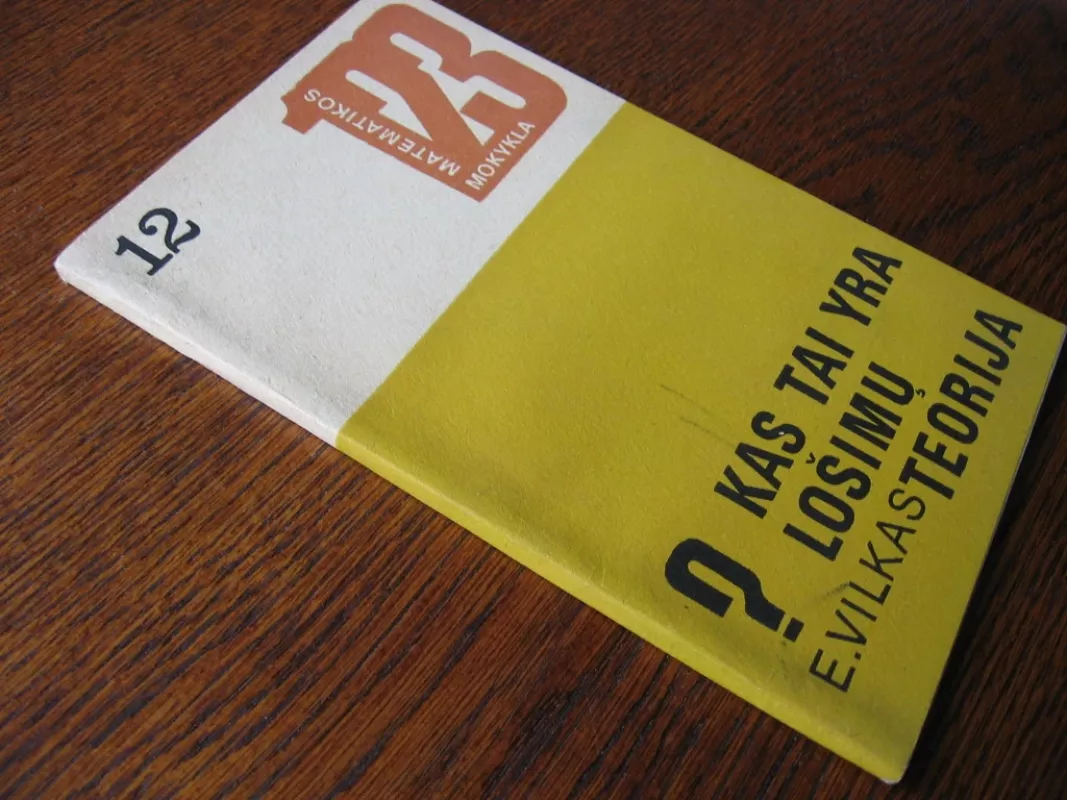 123
MATEMATIKOS
MOKYKLA
12
KAS TAI YRA
LOŠIMŲ
E.VILKAS TEORIJA
?